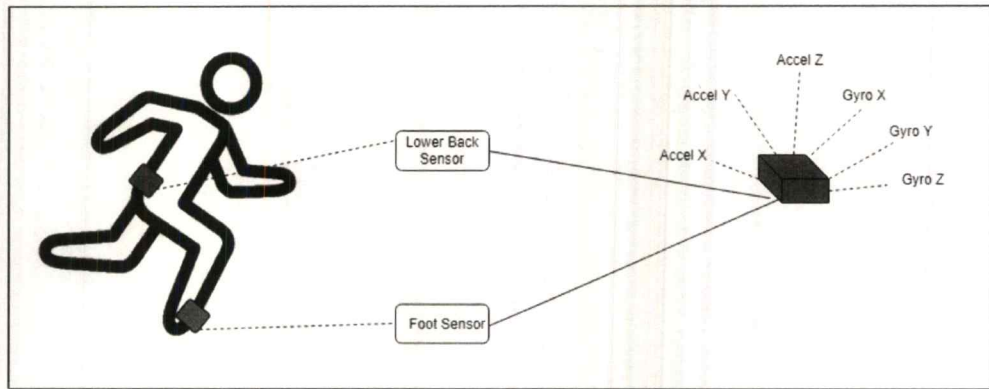 Accel Z
Accel Y
Gyro X
Lower Back
Sensor
Gyro Y
Accel X
Gyro Z
Foot Sensor